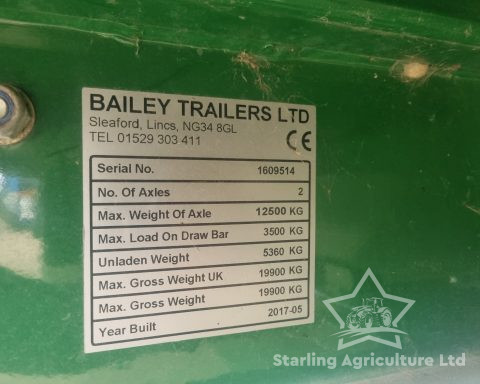 BAILEY TRAILERS LTD
Sleaford, Lincs, NG34 8GL
TEL 01529 303 411
CE
Serial No. 1609514
No. Of Axles 2
Max. Weight Of Axle 12500 KG
Max. Load On Draw Bar 3500 KG
Unladen Weight 5360 KG
Max. Gross Weight UK 19900 KG
Max. Gross Weight 19900 KG
Year Built 2017-05
Starling Agriculture Ltd